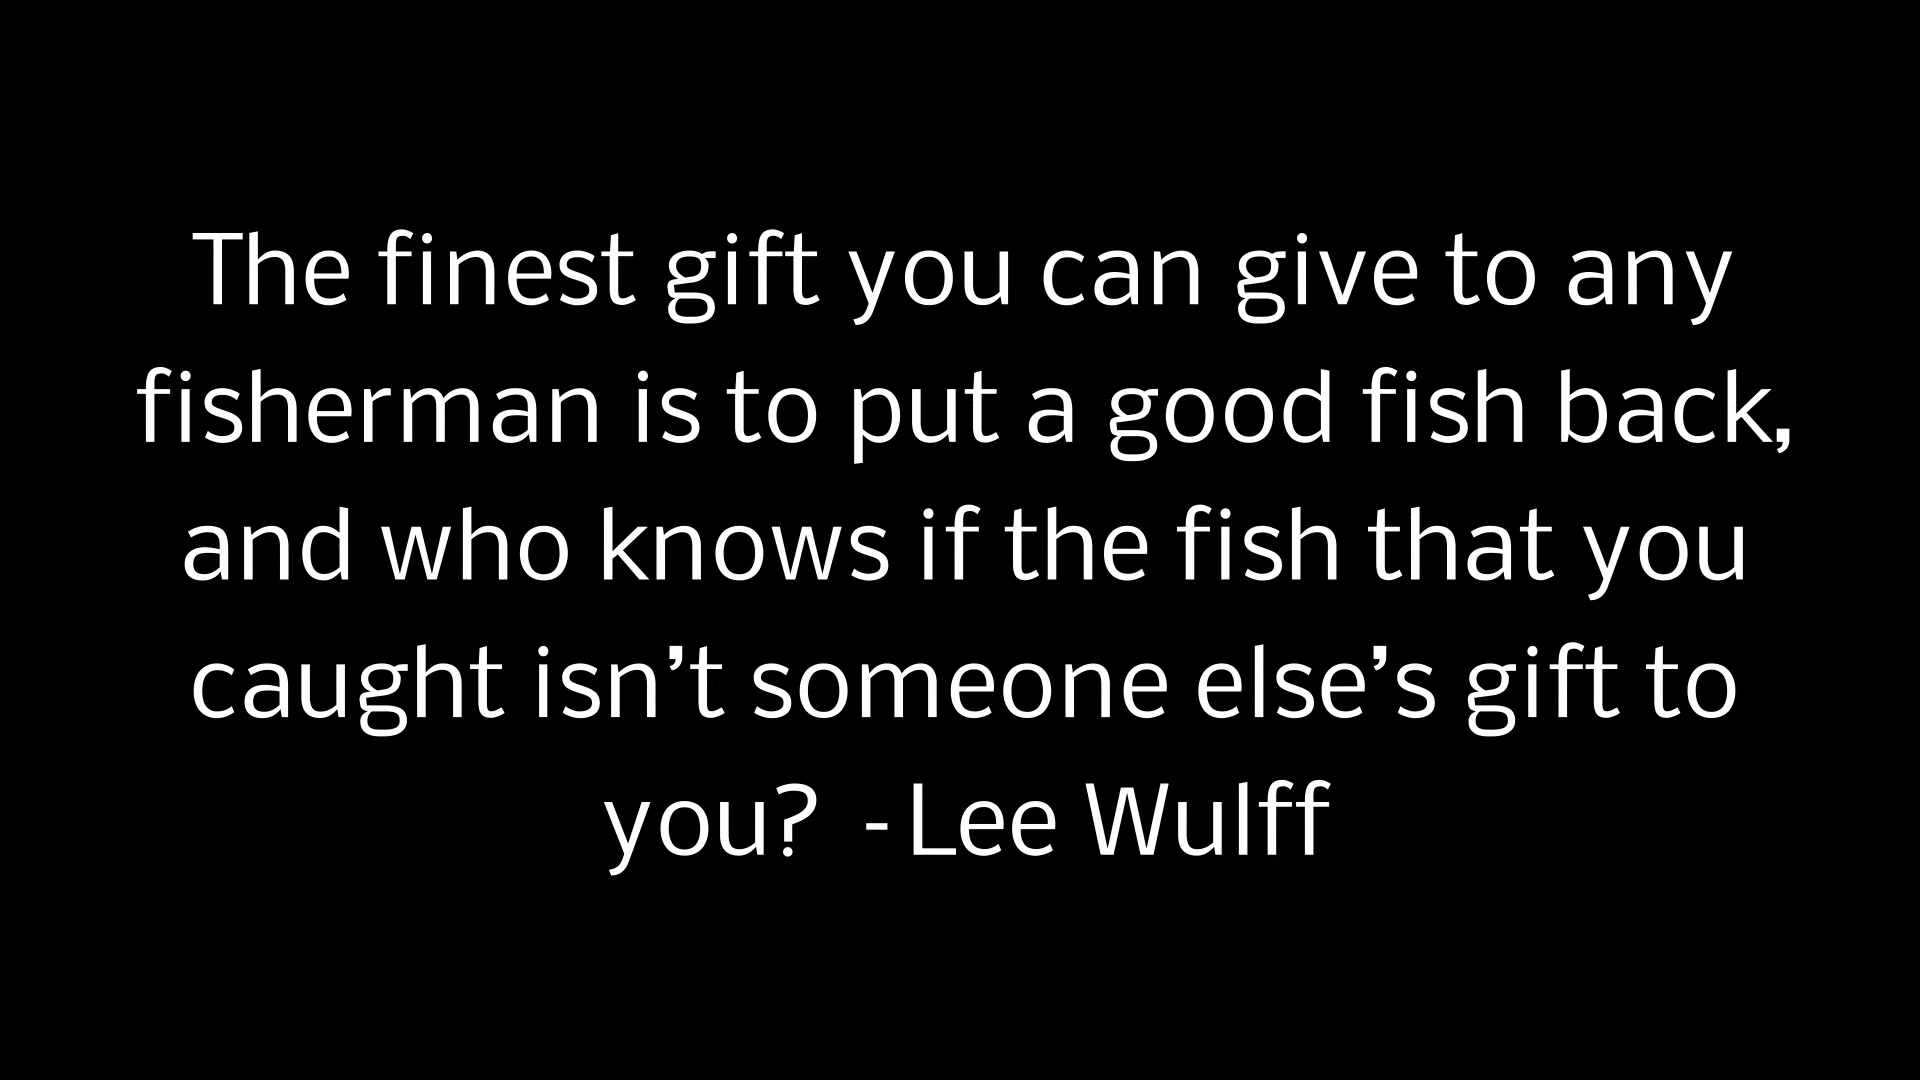 The finest gift you can give to any
fisherman is to put a good fish back,
and who knows if the fish that you
caught isn’t someone else’s gift to
you?  - Lee Wulff